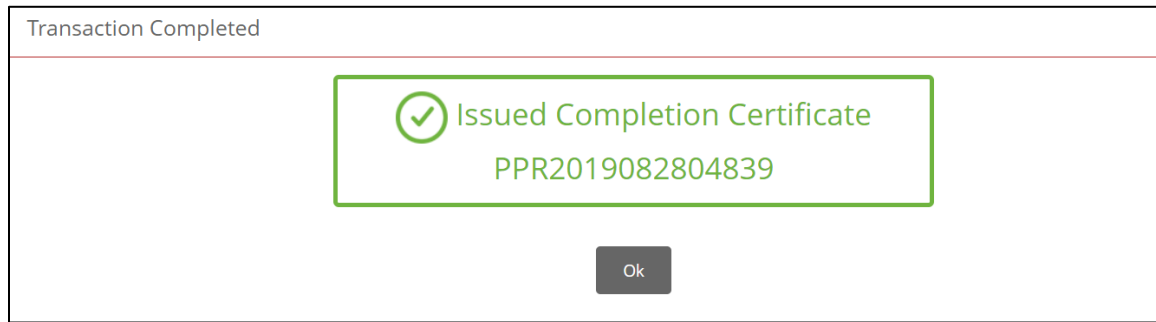 Transaction Completed
Issued Completion Certificate
PPR2019082804839
Ok